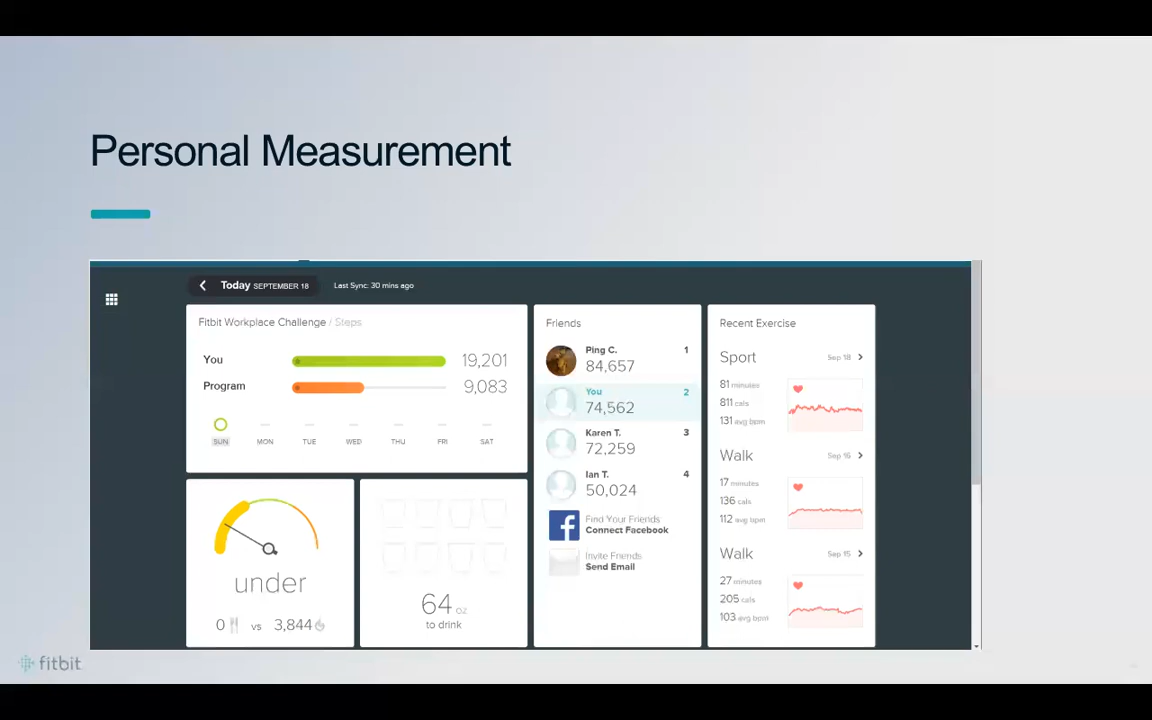 Personal Measurement
Today SEPTEMBER 18
Last Sync: 30 mins ago
Fitbit Workplace Challenge / Steps
You 19,201
Program 9,083
SUN MON TUE WED THU FRI SAT
under
0 vs 3,844
64 oz
to drink
Friends
Ping C. 1
84,657
You 2
74,562
Karen T. 3
72,259
Ian T. 4
50,024
Find Your Friends
Connect Facebook
Invite Friends
Send Email
Recent Exercise
Sport Sep 18
81 minutes
811 cals
131 avg bpm
Walk Sep 16
17 minutes
136 cals
112 avg bpm
Walk Sep 15
27 minutes
205 cals
103 avg bpm
fitbit